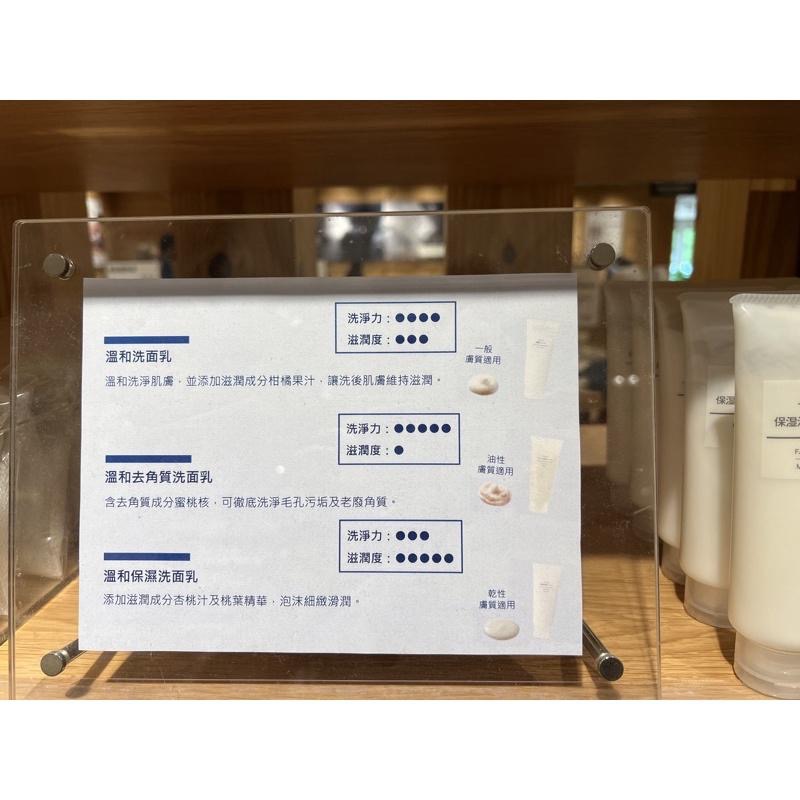 洗淨力：●●●●
滋潤度：●●●
溫和洗面乳
溫和洗淨肌膚，並添加滋潤成分柑橘果汁，讓洗後肌膚維持滋潤。
一般
膚質適用
洗淨力：●●●●●
滋潤度：●
溫和去角質洗面乳
含去角質成分蜜桃核，可徹底洗淨毛孔污垢及老廢角質。
油性
膚質適用
洗淨力：●●●
滋潤度：●●●●●
溫和保濕洗面乳
添加滋潤成分杏桃汁及桃葉精華，泡沫細緻滑潤。
乾性
膚質適用
保湿
保湿